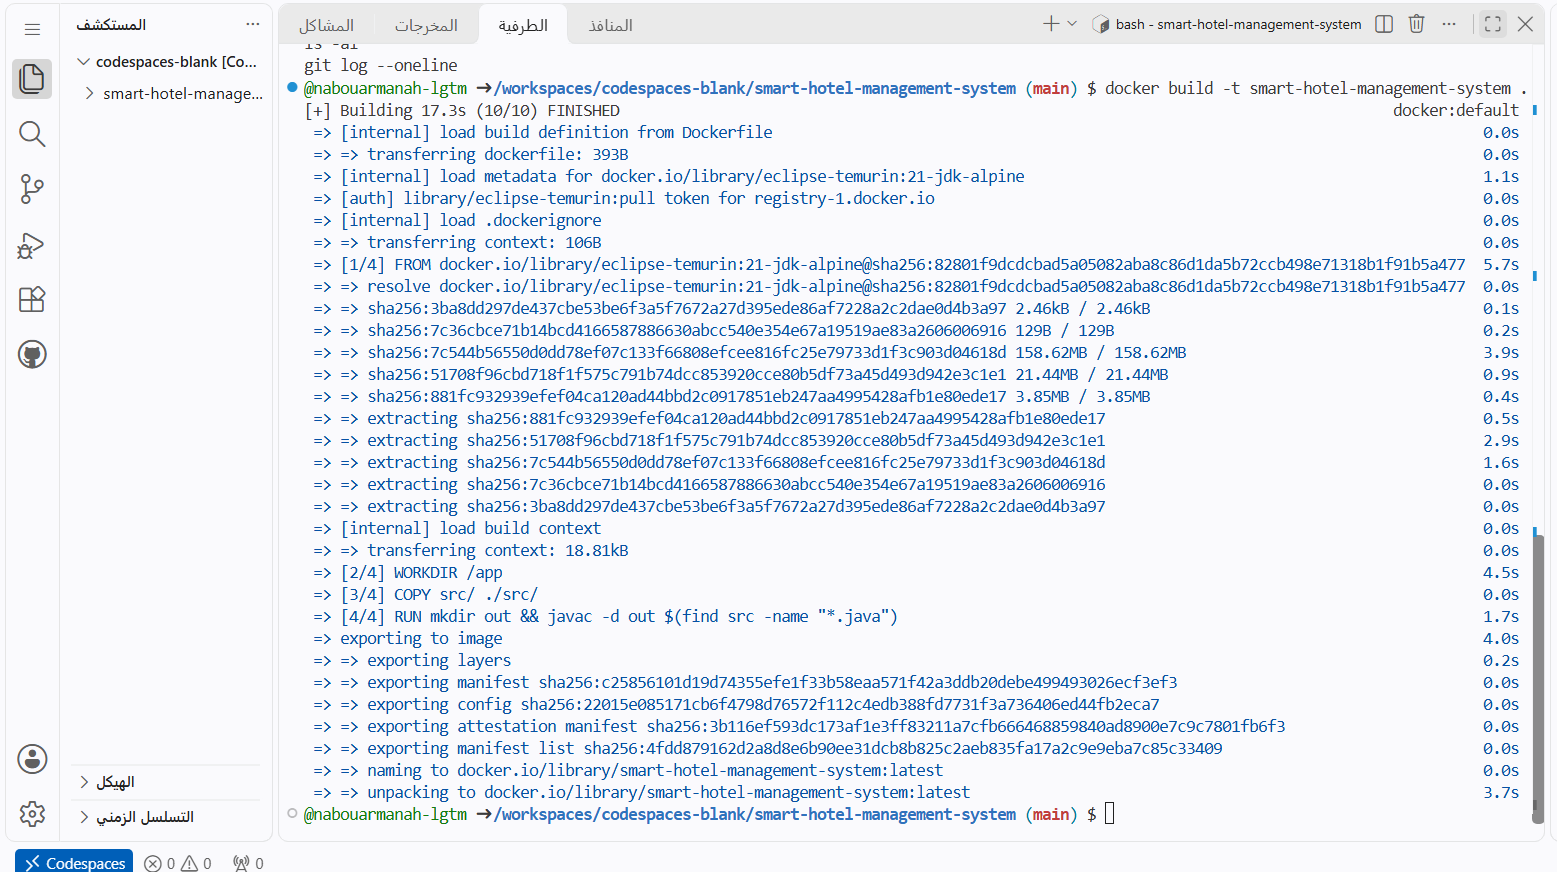 المستكشف
codespaces-blank [Co...
smart-hotel-manage...
الهيكل
التسلسل الزمني
المشاكل
المخرجات
الطرفية
المنافذ
bash - smart-hotel-management-system
ls -al
git log --oneline
@nabouarmanah-lgtm ➜/workspaces/codespaces-blank/smart-hotel-management-system (main) $ docker build -t smart-hotel-management-system .
[+] Building 17.3s (10/10) FINISHED docker:default
=> [internal] load build definition from Dockerfile 0.0s
=> => transferring dockerfile: 393B 0.0s
=> [internal] load metadata for docker.io/library/eclipse-temurin:21-jdk-alpine 1.1s
=> [auth] library/eclipse-temurin:pull token for registry-1.docker.io 0.0s
=> [internal] load .dockerignore 0.0s
=> => transferring context: 106B 0.0s
=> [1/4] FROM docker.io/library/eclipse-temurin:21-jdk-alpine@sha256:82801f9dcdcbad5a05082aba8c86d1da5b72ccb498e71318b1f91b5a477 5.7s
=> => resolve docker.io/library/eclipse-temurin:21-jdk-alpine@sha256:82801f9dcdcbad5a05082aba8c86d1da5b72ccb498e71318b1f91b5a477 0.0s
=> => sha256:3ba8dd297de437cbe53be6f3a5f7672a27d395ede86af7228a2c2dae0d4b3a97 2.46kB / 2.46kB 0.1s
=> => sha256:7c36cbce71b14bcd4166587886630abcc540e354e67a19519ae83a2606006916 129B / 129B 0.2s
=> => sha256:7c544b56550d0dd78ef07c133f66808efcee816fc25e79733d1f3c903d04618d 158.62MB / 158.62MB 3.9s
=> => sha256:51708f96cbd718f1f575c791b74dcc853920cce80b5df73a45d493d942e3c1e1 21.44MB / 21.44MB 0.9s
=> => sha256:881fc932939efef04ca120ad44bbd2c0917851eb247aa4995428afb1e80ede17 3.85MB / 3.85MB 0.4s
=> => extracting sha256:881fc932939efef04ca120ad44bbd2c0917851eb247aa4995428afb1e80ede17 0.5s
=> => extracting sha256:51708f96cbd718f1f575c791b74dcc853920cce80b5df73a45d493d942e3c1e1 2.9s
=> => extracting sha256:7c544b56550d0dd78ef07c133f66808efcee816fc25e79733d1f3c903d04618d 1.6s
=> => extracting sha256:7c36cbce71b14bcd4166587886630abcc540e354e67a19519ae83a2606006916 0.0s
=> => extracting sha256:3ba8dd297de437cbe53be6f3a5f7672a27d395ede86af7228a2c2dae0d4b3a97 0.0s
=> [internal] load build context 0.0s
=> => transferring context: 18.81kB 0.0s
=> [2/4] WORKDIR /app 4.5s
=> [3/4] COPY src/ ./src/ 0.0s
=> [4/4] RUN mkdir out && javac -d out $(find src -name "*.java") 1.7s
=> exporting to image 4.0s
=> => exporting layers 0.2s
=> => exporting manifest sha256:c25856101d19d74355efe1f33b58eaa571f42a3ddb20debe499493026ecf3ef3 0.0s
=> => exporting config sha256:22015e085171cb6f4798d76572f112c4edb388fd7731f3a736406ed44fb2eca7 0.0s
=> => exporting attestation manifest sha256:3b116ef593dc173af1e3ff83211a7cfb666468859840ad8900e7c9c7801fb6f3 0.0s
=> => exporting manifest list sha256:4fdd879162d2a8d8e6b90ee31dcb8b825c2aeb835fa17a2c9e9eba7c85c33409 0.0s
=> => naming to docker.io/library/smart-hotel-management-system:latest 0.0s
=> => unpacking to docker.io/library/smart-hotel-management-system:latest 3.7s
@nabouarmanah-lgtm ➜/workspaces/codespaces-blank/smart-hotel-management-system (main) $
Codespaces 0 0 0